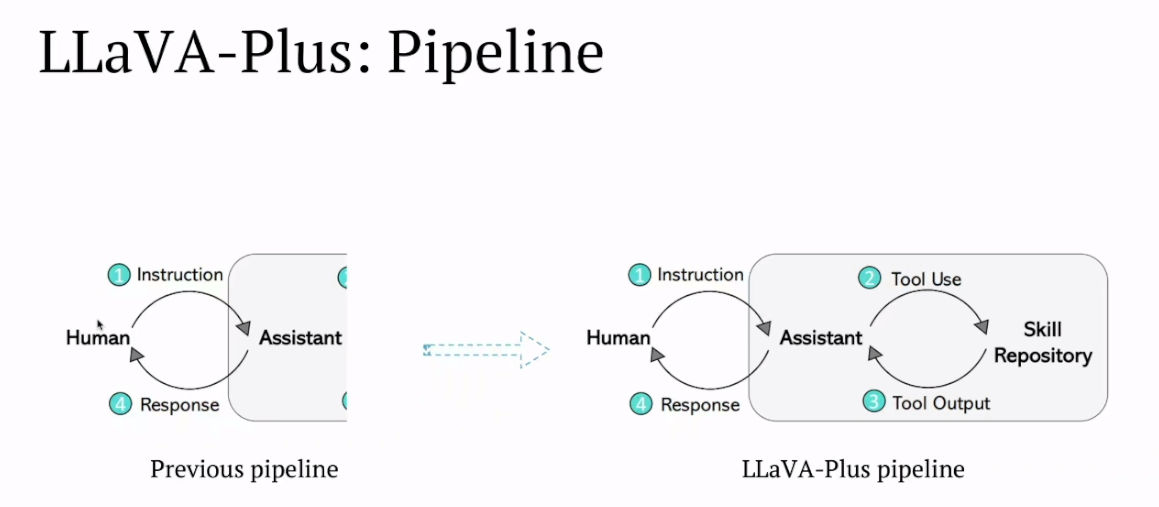 LLaVA-Plus: Pipeline
1 Instruction
Human
Assistant
4 Response
Previous pipeline
1 Instruction
2 Tool Use
Human
Assistant
Skill
Repository
4 Response
3 Tool Output
LLaVA-Plus pipeline